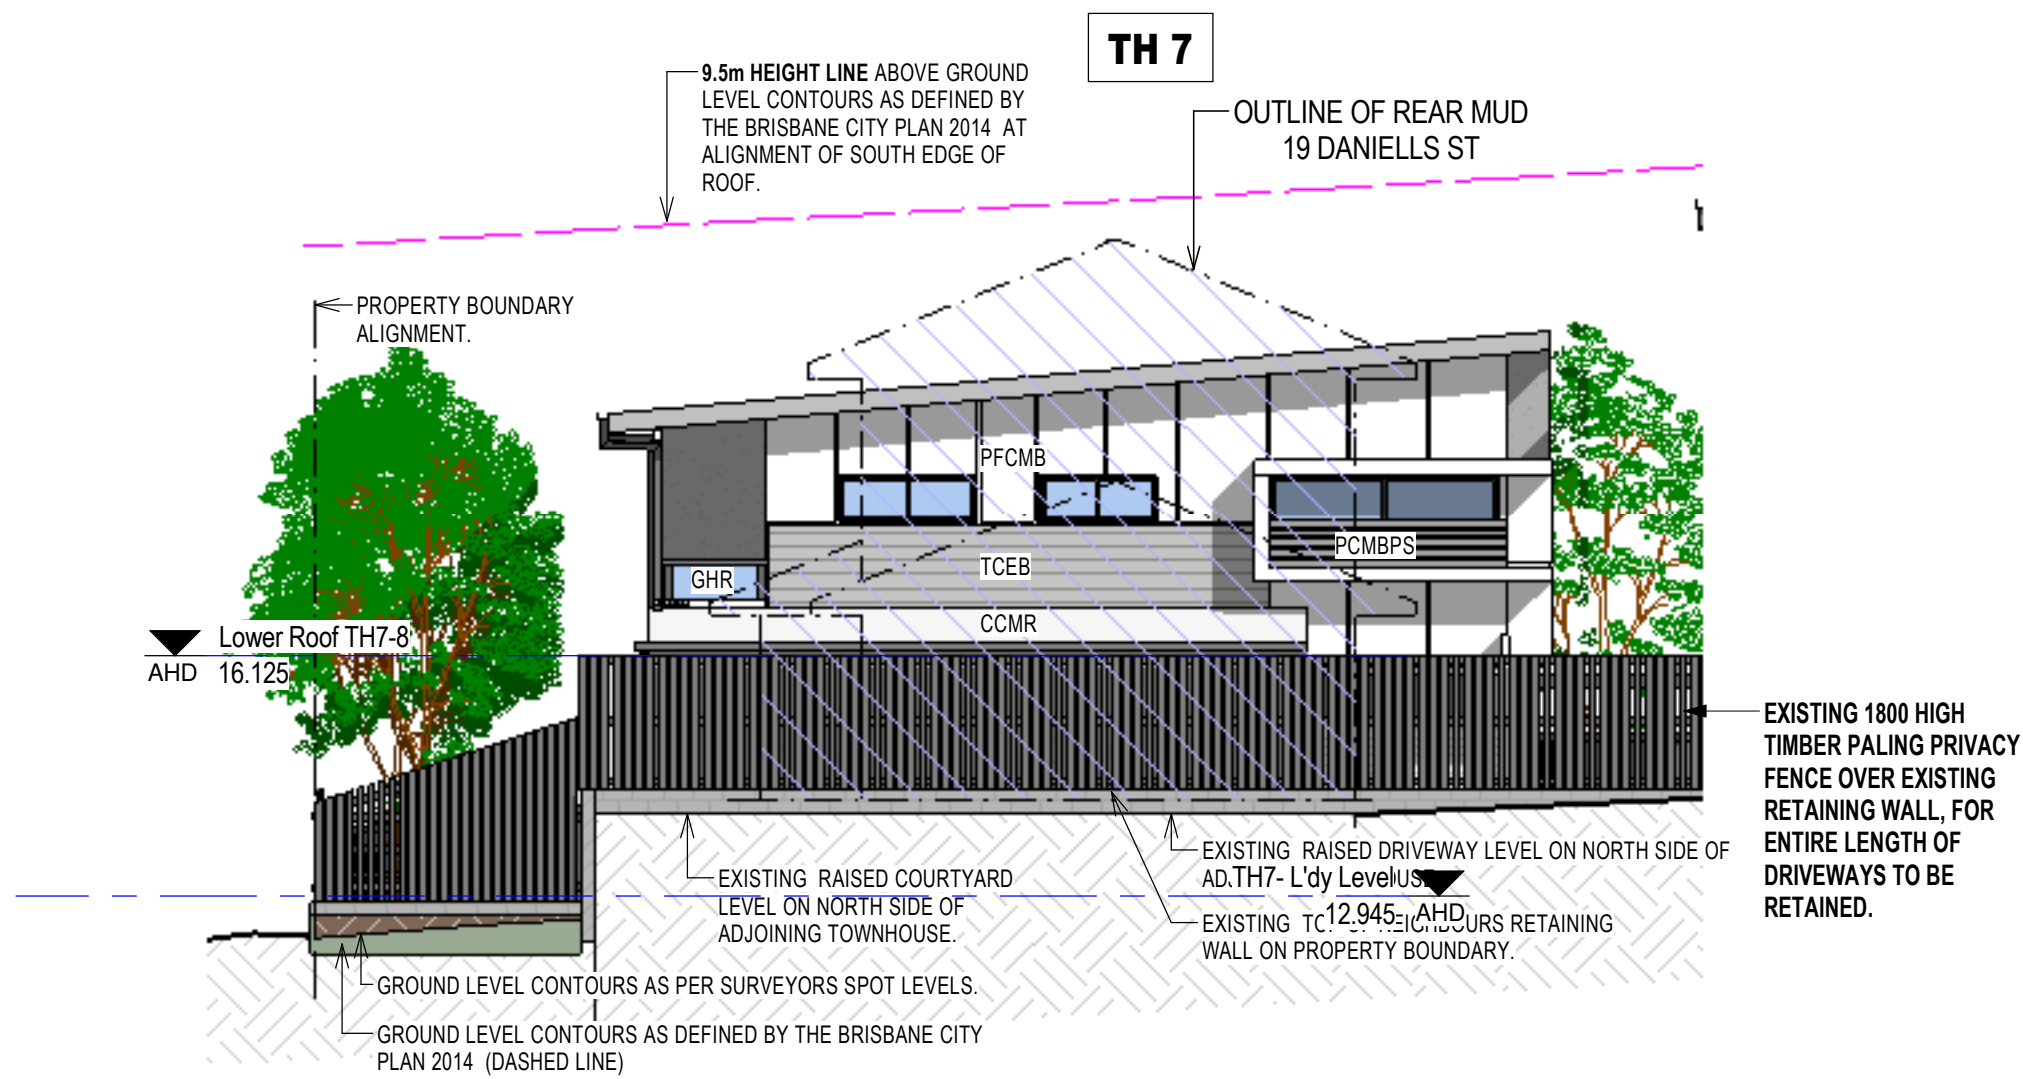 TH 7
9.5m HEIGHT LINE ABOVE GROUND
LEVEL CONTOURS AS DEFINED BY
THE BRISBANE CITY PLAN 2014 AT
ALIGNMENT OF SOUTH EDGE OF
ROOF.
OUTLINE OF REAR MUD
19 DANIELLS ST
PROPERTY BOUNDARY
ALIGNMENT.
PFCMB
PCMBPS
TCEB
GHR
CCMR
Lower Roof TH7-8
AHD 16.125
EXISTING 1800 HIGH
TIMBER PALING PRIVACY
FENCE OVER EXISTING
RETAINING WALL, FOR
ENTIRE LENGTH OF
DRIVEWAYS TO BE
RETAINED.
EXISTING RAISED COURTYARD
LEVEL ON NORTH SIDE OF
ADJOINING TOWNHOUSE.
EXISTING RAISED DRIVEWAY LEVEL ON NORTH SIDE OF
TH7- L'dy Level
12.945 AHD
EXISTING RETAINING
WALL ON PROPERTY BOUNDARY.
GROUND LEVEL CONTOURS AS PER SURVEYORS SPOT LEVELS.
GROUND LEVEL CONTOURS AS DEFINED BY THE BRISBANE CITY
PLAN 2014 (DASHED LINE)